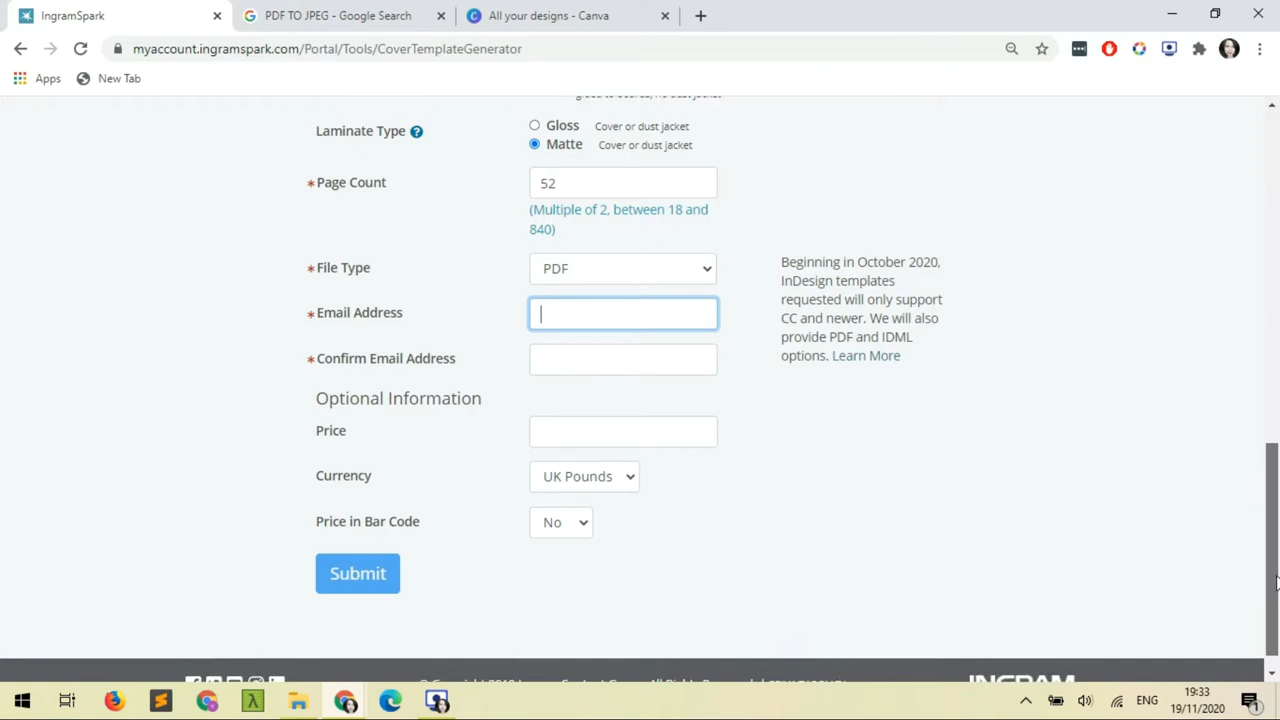 IngramSpark
PDF TO JPEG - Google Search
All your designs - Canva
myaccount.ingramspark.com/Portal/Tools/CoverTemplateGenerator
Apps
New Tab
Laminate Type
Gloss Cover or dust jacket
Matte Cover or dust jacket
*Page Count
52
(Multiple of 2, between 18 and
840)
*File Type
PDF
Beginning in October 2020,
InDesign templates
requested will only support
CC and newer. We will also
provide PDF and IDML
options. Learn More
*Email Address
*Confirm Email Address
Optional Information
Price
Currency
UK Pounds
Price in Bar Code
No
Submit
INGRAM
ENG
19:33
19/11/2020
1